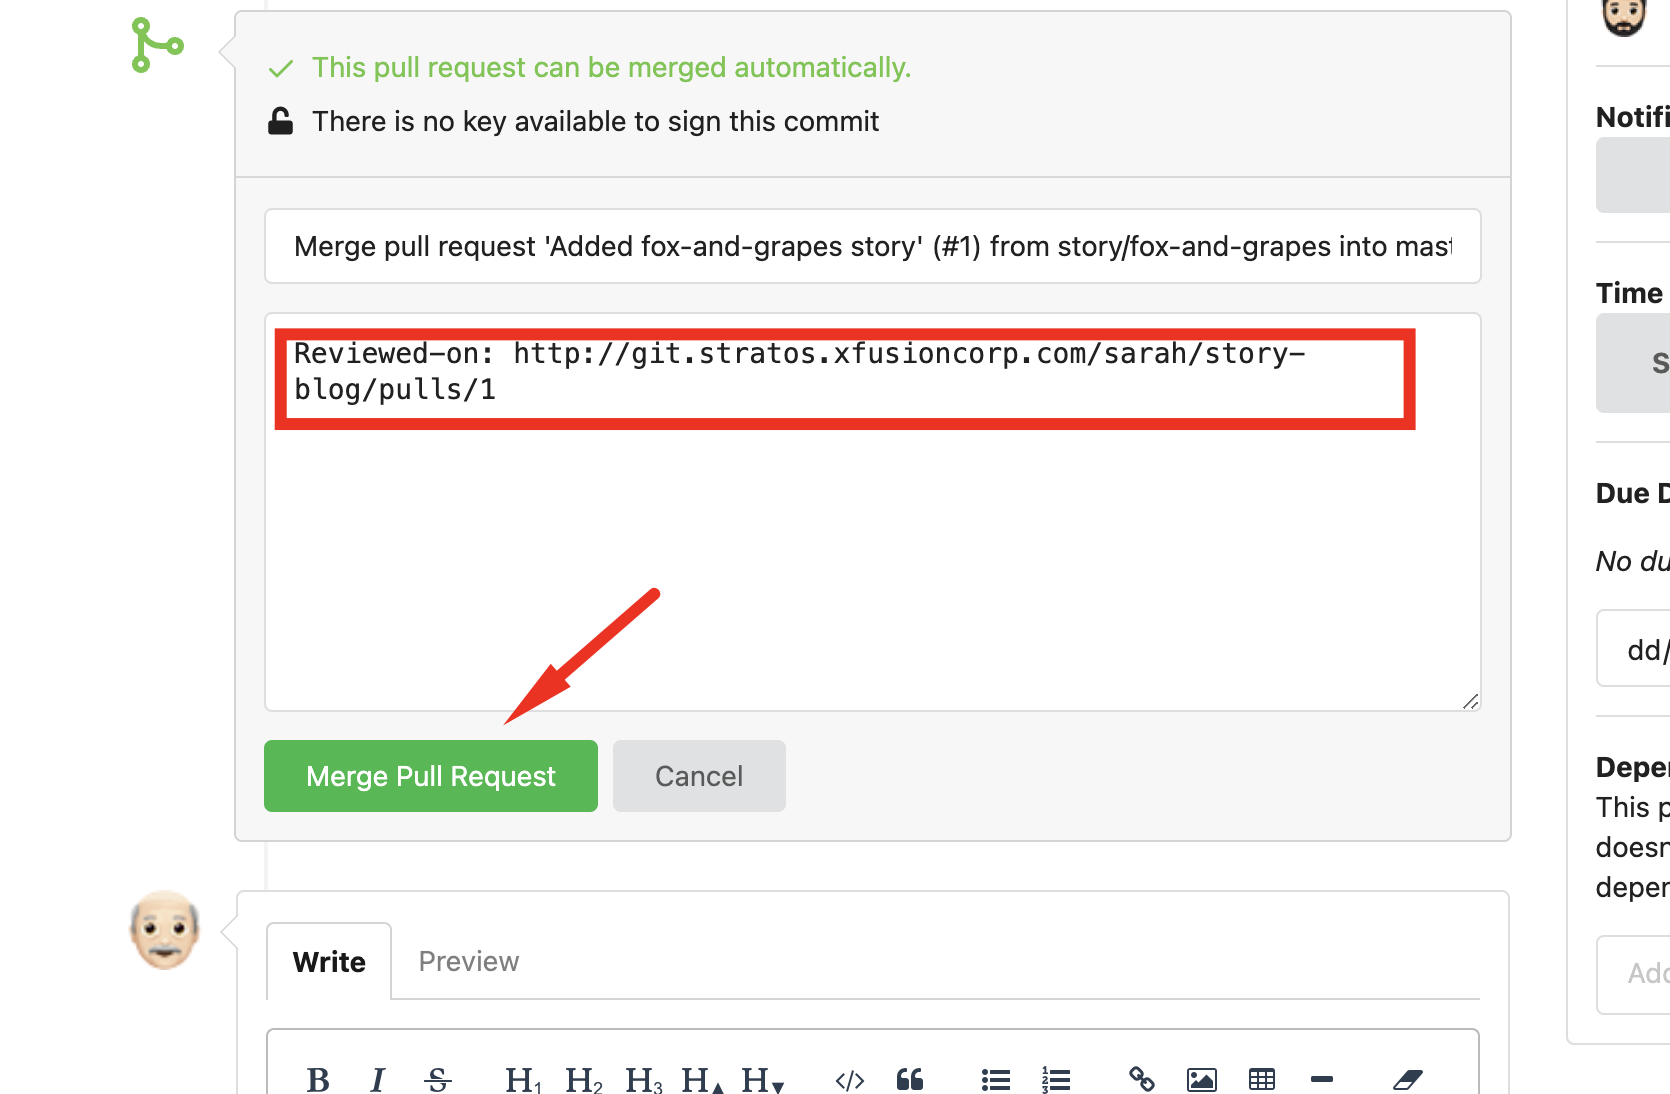 This pull request can be merged automatically.
There is no key available to sign this commit
Merge pull request 'Added fox-and-grapes story' (#1) from story/fox-and-grapes into mast
Reviewed-on: http://git.stratos.xfusioncorp.com/sarah/story-
blog/pulls/1
Merge Pull Request
Cancel
Write
Preview
B I S H1 H2 H3 H H
Notifi
Time
S
Due D
No du
dd/
Depe
This p
doesn
depen
Add